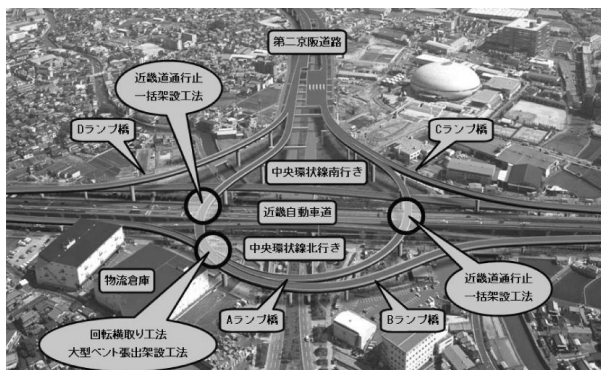 第二京阪道路
近畿道通行止
一括架設工法
Dランプ橋
Cランプ橋
中央環状線南行き
近畿自動車道
中央環状線北行き
物流倉庫
近畿道通行止
一括架設工法
Aランプ橋
Bランプ橋
回転横取り工法
大型ベント張出架設工法